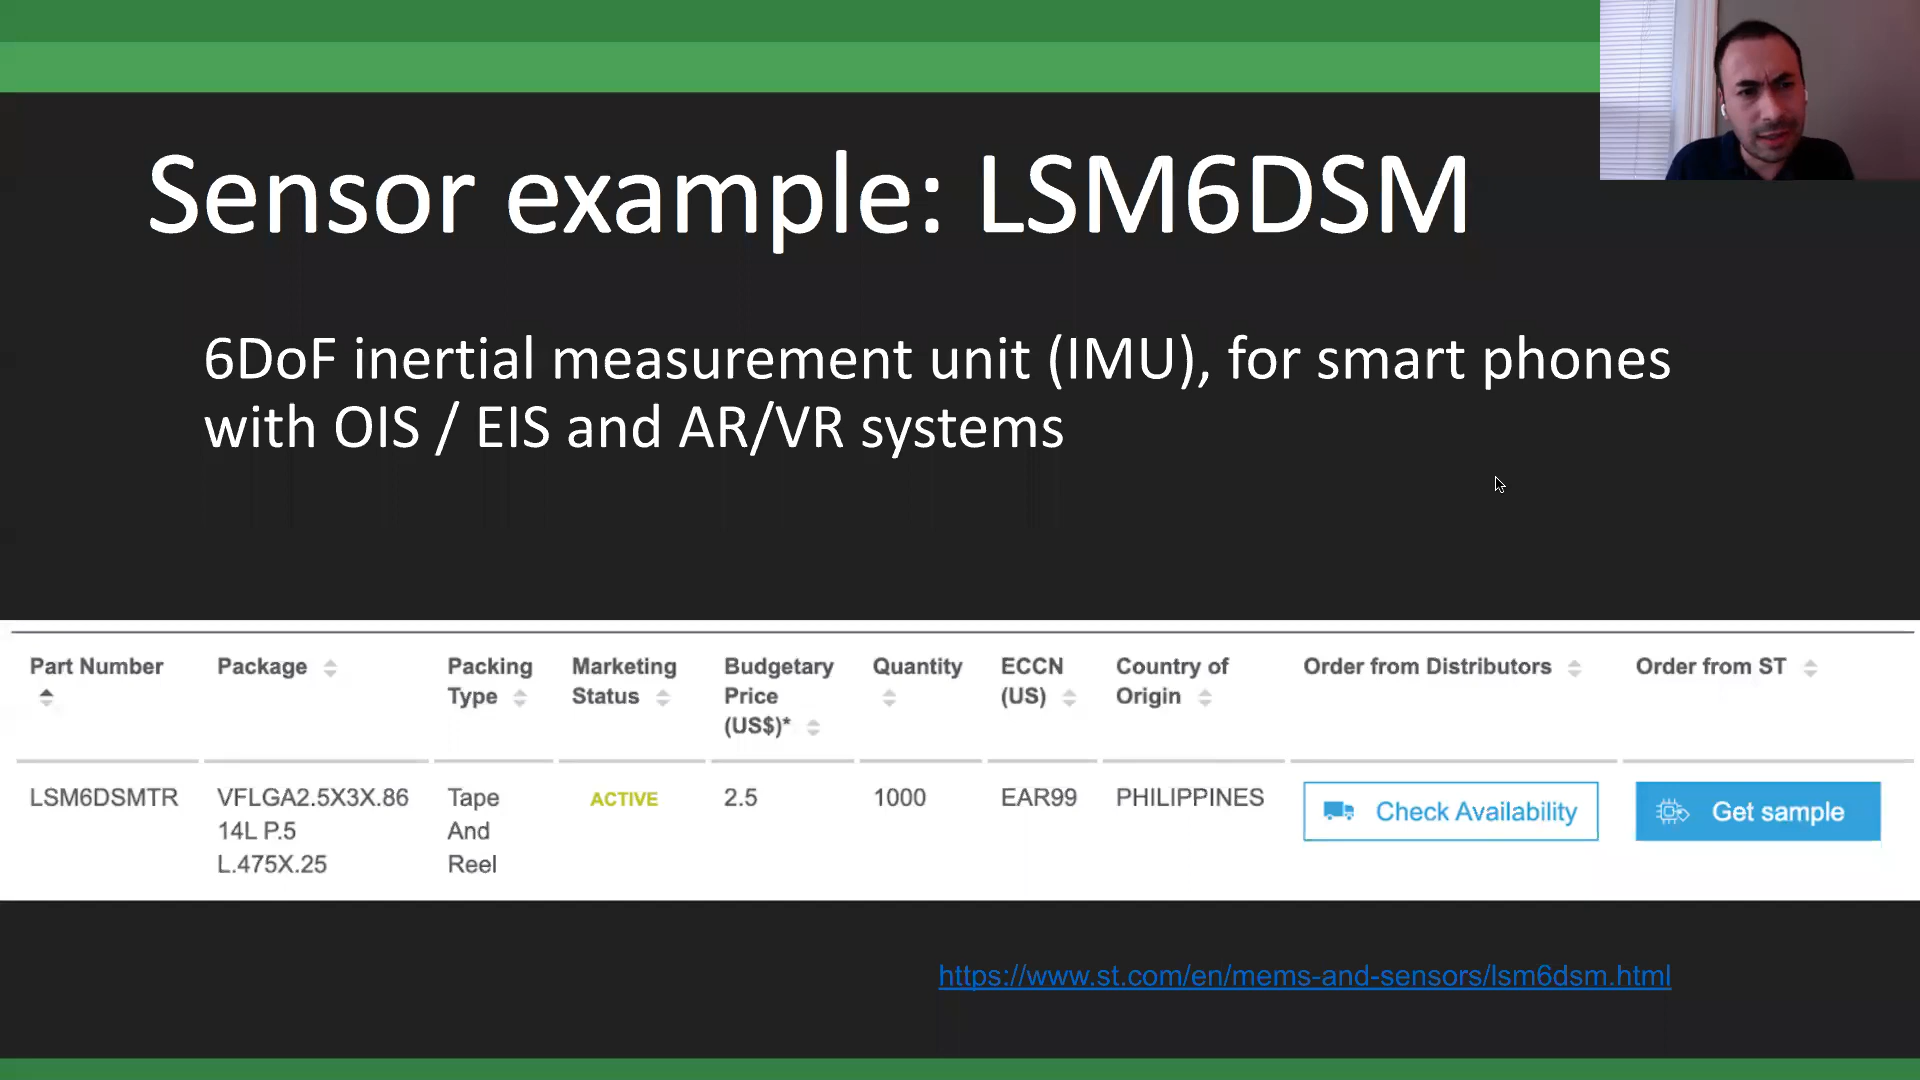 Sensor example: LSM6DSM
6DoF inertial measurement unit (IMU), for smart phones
with OIS / EIS and AR/VR systems
Part Number
Package
Packing
Type
Marketing
Status
Budgetary
Price
(US$)*
Quantity
ECCN
(US)
Country of
Origin
Order from Distributors
Order from ST
LSM6DSMTR
VFLGA2.5X3X.86
14L P.5
L.475X.25
Tape
And
Reel
ACTIVE
2.5
1000
EAR99
PHILIPPINES
Check Availability
Get sample
https://www.st.com/en/mems-and-sensors/lsm6dsm.html